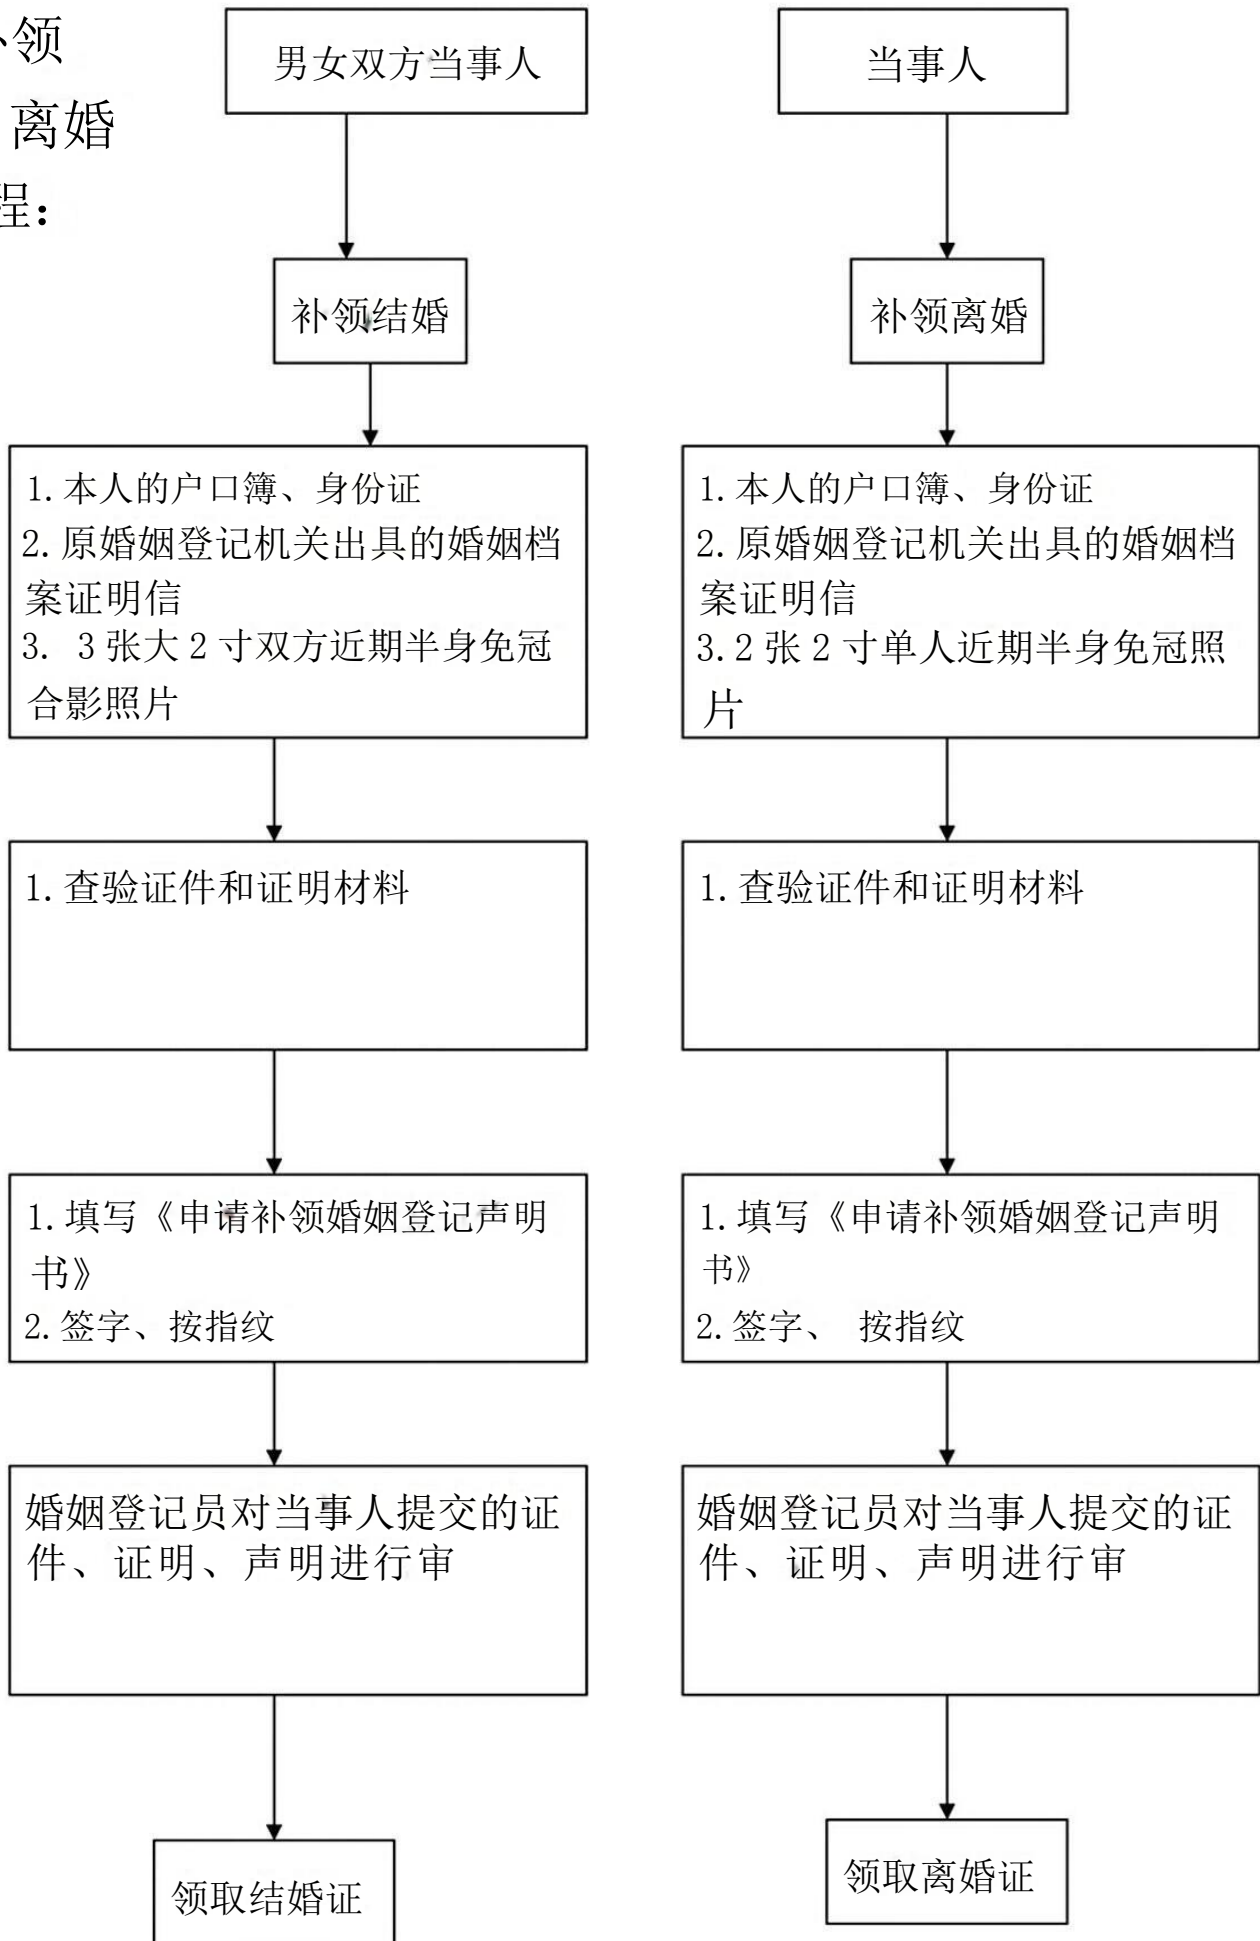 补领
离婚
程：
男女双方当事人
补领结婚
1.本人的户口簿、身份证
2.原婚姻登记机关出具的婚姻档
案证明信
3. 3张大2寸双方近期半身免冠
合影照片
1.查验证件和证明材料
1.填写《申请补领婚姻登记声明
书》
2.签字、按指纹
婚姻登记员对当事人提交的证
件、证明、声明进行审
领取结婚证
当事人
补领离婚
1.本人的户口簿、身份证
2.原婚姻登记机关出具的婚姻档
案证明信
3.2张2寸单人近期半身免冠照
片
1.查验证件和证明材料
1.填写《申请补领婚姻登记声明
书》
2.签字、 按指纹
婚姻登记员对当事人提交的证
件、证明、声明进行审
领取离婚证